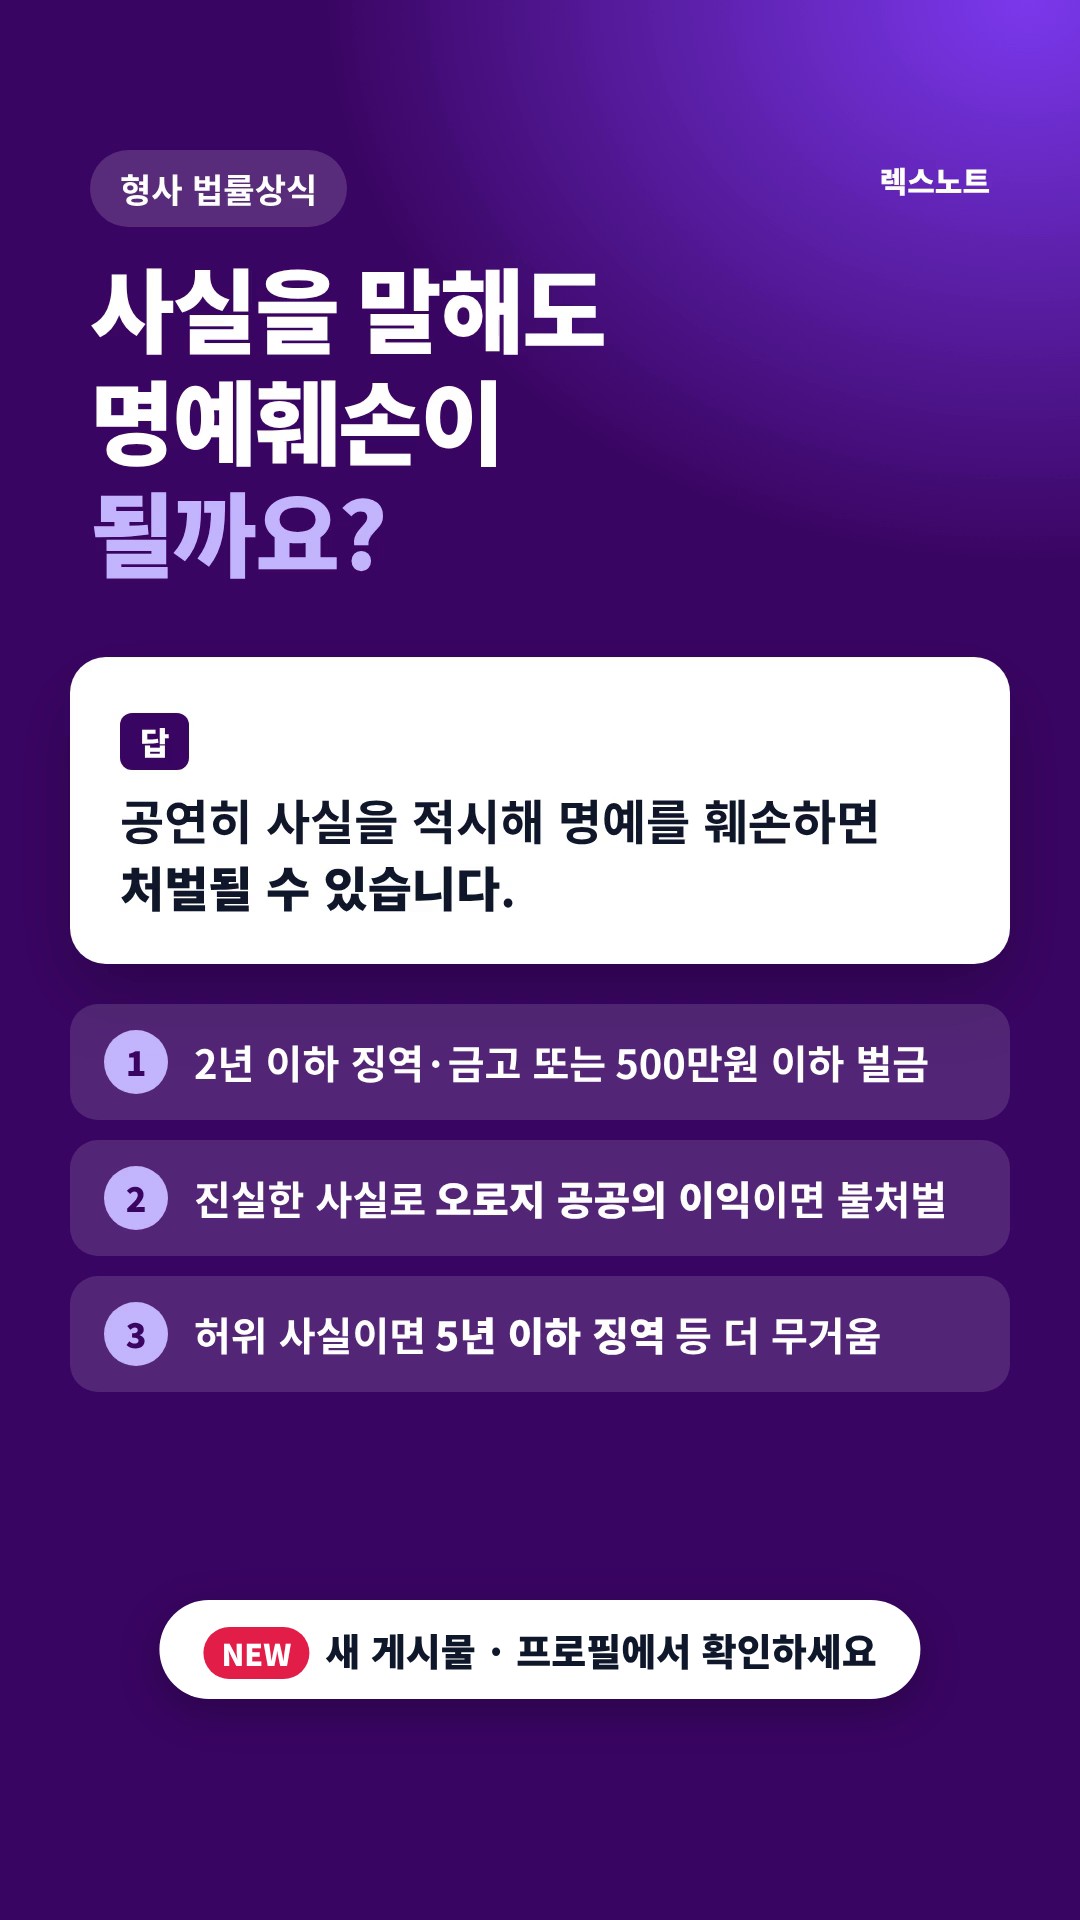 형사 법률상식
렉스노트
사실을 말해도
명예훼손이
될까요?
답
공연히 사실을 적시해 명예를 훼손하면
처벌될 수 있습니다.
1 2년 이하 징역·금고 또는 500만원 이하 벌금
2 진실한 사실로 오로지 공공의 이익이면 불처벌
3 허위 사실이면 5년 이하 징역 등 더 무거움
NEW 새 게시물 · 프로필에서 확인하세요